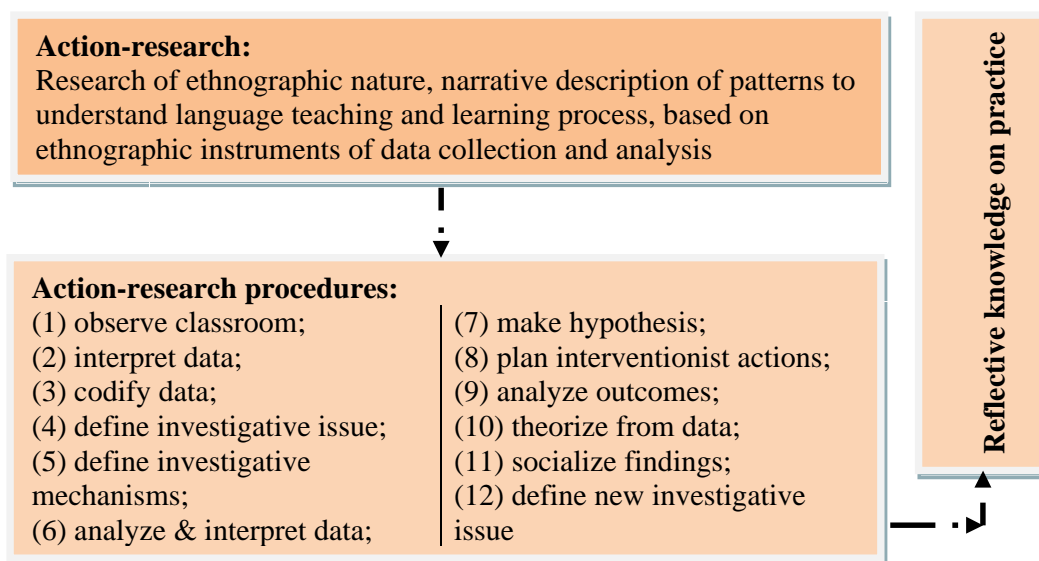 Action-research:
Research of ethnographic nature, narrative description of patterns to
understand language teaching and learning process, based on
ethnographic instruments of data collection and analysis
Action-research procedures:
(1) observe classroom;
(2) interpret data;
(3) codify data;
(4) define investigative issue;
(5) define investigative
mechanisms;
(6) analyze & interpret data;
(7) make hypothesis;
(8) plan interventionist actions;
(9) analyze outcomes;
(10) theorize from data;
(11) socialize findings;
(12) define new investigative
issue
Reflective knowledge on practice